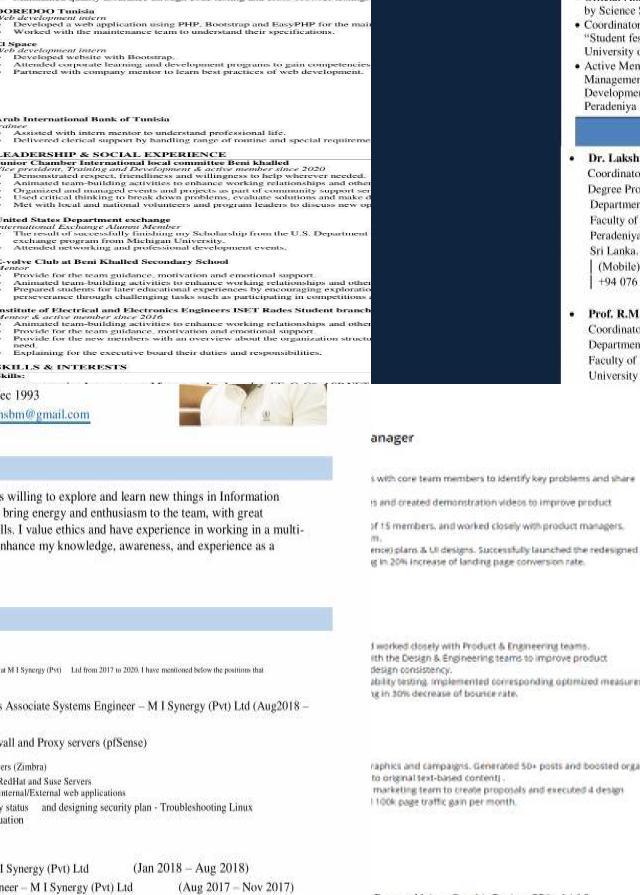 OOREDOO Tunisia
Web development intern
Developed a web application using PHP, Bootstrap and EasyPHP for the main
Worked with the maintenance team to understand their specifications.
Space
Web development intern
Developed website with Bootstrap.
Attended corporate learning and development programs to gain competencies
Partnered with company mentor to learn best practices of web development.
Arab International Bank of Tunisia
Assisted with intern mentor to understand professional life.
Delivered clerical support by handling range of routine and special requireme
LEADERSHIP & SOCIAL EXPERIENCE
Junior Chamber International local committee Beni khalled
Vice president, Training and Development & active member since 2020
Demonstrated respect, friendliness and willingness to help wherever needed.
Animated team-building activities to enhance working relationships and other
Organized and managed events and projects as part of community support ser
Used critical thinking to break down problems, evaluate solutions and make d
Met with local and national volunteers and program leaders to discuss new op
United States Department exchange
International Exchange Alumni Member
The result of successfully finishing my Scholarship from the U.S. Department
exchange program from Michigan University.
Attended networking and professional development events.
E-volve Club at Beni Khalled Secondary School
Mentor
Provide for the team guidance, motivation and emotional support.
Animated team-building activities to enhance working relationships and other
Prepared students for later educational experiences by encouraging exploratio
perseverance through challenging tasks such as participating in competitions
Institute of Electrical and Electronics Engineers ISET Rades Student branch
Mentor & active member since 2016
Animated team-building activities to enhance working relationships and other
Provide for the team guidance, motivation and emotional support.
Provide for the new members with an overview about the organization structu
need.
Explaining for the executive board their duties and responsibilities.
SKILLS & INTERESTS
Skills:
by Science S
• Coordinator
“Student fes
University o
• Active Mem
Managemen
Developmen
Peradeniya
• Dr. Laksh
Coordinato
Degree Pro
Departmen
Faculty of
Peradeniya
Sri Lanka.
(Mobile)
+94 076
• Prof. R.M
Coordinato
Departmen
Faculty of
University
ec 1993
nsbm@gmail.com
s willing to explore and learn new things in Information
bring energy and enthusiasm to the team, with great
lls. I value ethics and have experience in working in a multi-
nhance my knowledge, awareness, and experience as a
at M I Synergy (Pvt) Ltd from 2017 to 2020. I have mentioned below the positions that
s Associate Systems Engineer – M I Synergy (Pvt) Ltd (Aug2018 –
wall and Proxy servers (pfSense)
ers (Zimbra)
RedHat and Suse Servers
nternal/External web applications
y status and designing security plan - Troubleshooting Linux
uation
I Synergy (Pvt) Ltd (Jan 2018 – Aug 2018)
neer – M I Synergy (Pvt) Ltd (Aug 2017 – Nov 2017)
anager
s with core team members to identify key problems and share
s and created demonstration videos to improve product
of 15 members, and worked closely with product managers,
m.
ence) plans & UI designs. Successfully launched the redesigned
g in 20% increase of landing page conversion rate.
d worked closely with Product & Engineering teams.
ith the Design & Engineering teams to improve product
design consistency.
ability testing. Implemented corresponding optimized measures
ng in 30% decrease of bounce rate.
raphics and campaigns. Generated 50+ posts and boosted orga
to original text-based content) .
marketing team to create proposals and executed 4 design
100k page traffic gain per month.